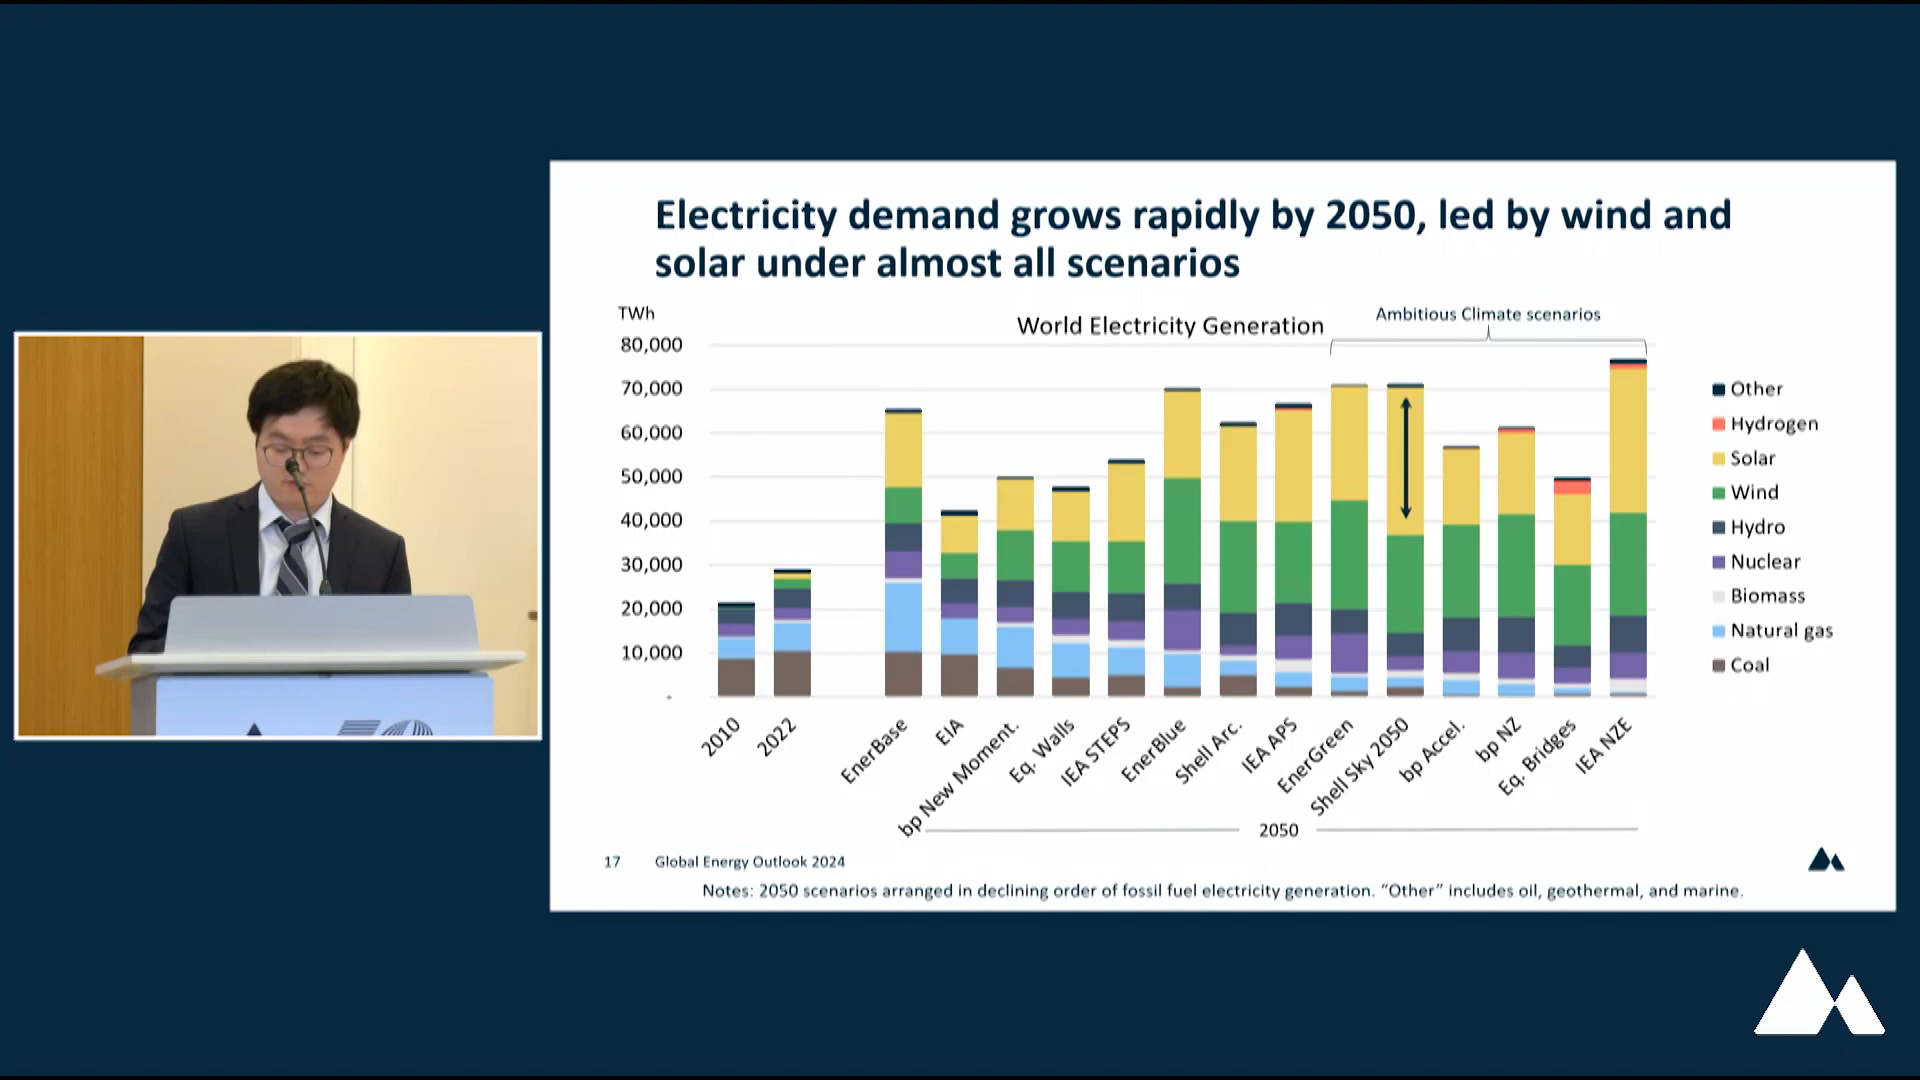 Electricity demand grows rapidly by 2050, led by wind and
solar under almost all scenarios
TWh
World Electricity Generation
Ambitious Climate scenarios
80,000
70,000
60,000
50,000
40,000
30,000
20,000
10,000
-
Other
Hydrogen
Solar
Wind
Hydro
Nuclear
Biomass
Natural gas
Coal
2010
2022
EnerBase
EIA
bp New Moment.
Eq. Walls
IEA STEPS
EnerBlue
Shell Arc.
IEA APS
EnerGreen
Shell Sky 2050
bp Accel.
bp NZ
Eq. Bridges
IEA NZE
2050
17 Global Energy Outlook 2024
Notes: 2050 scenarios arranged in declining order of fossil fuel electricity generation. “Other” includes oil, geothermal, and marine.